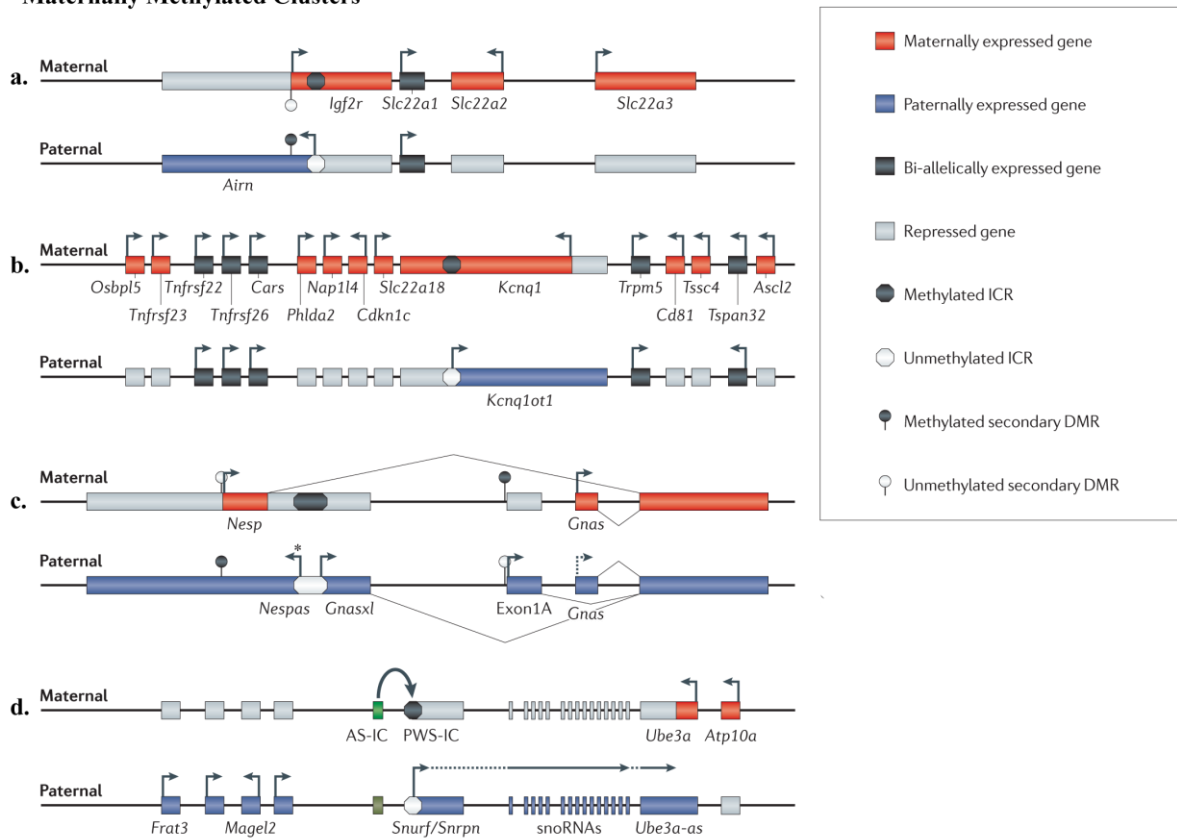 Maternally Methylated Clusters
a.
Maternal
Igf2r Slc22a1 Slc22a2 Slc22a3
Paternal
Airn
b.
Maternal
Osbpl5 Tnfrsf22 Cars Nap1l4 Slc22a18 Kcnq1 Trpm5 Tssc4 Ascl2
Tnfrsf23 Tnfrsf26 Phlda2 Cdkn1c Cd81 Tspan32
Paternal
Kcnq1ot1
c.
Maternal
Nesp Gnas
Paternal
*
Nespas Gnasxl Exon1A Gnas
d.
Maternal
AS-IC PWS-IC Ube3a Atp10a
Paternal
Frat3 Magel2 Snurf/Snrpn snoRNAs Ube3a-as
Maternally expressed gene
Paternally expressed gene
Bi-allelically expressed gene
Repressed gene
Methylated ICR
Unmethylated ICR
Methylated secondary DMR
Unmethylated secondary DMR